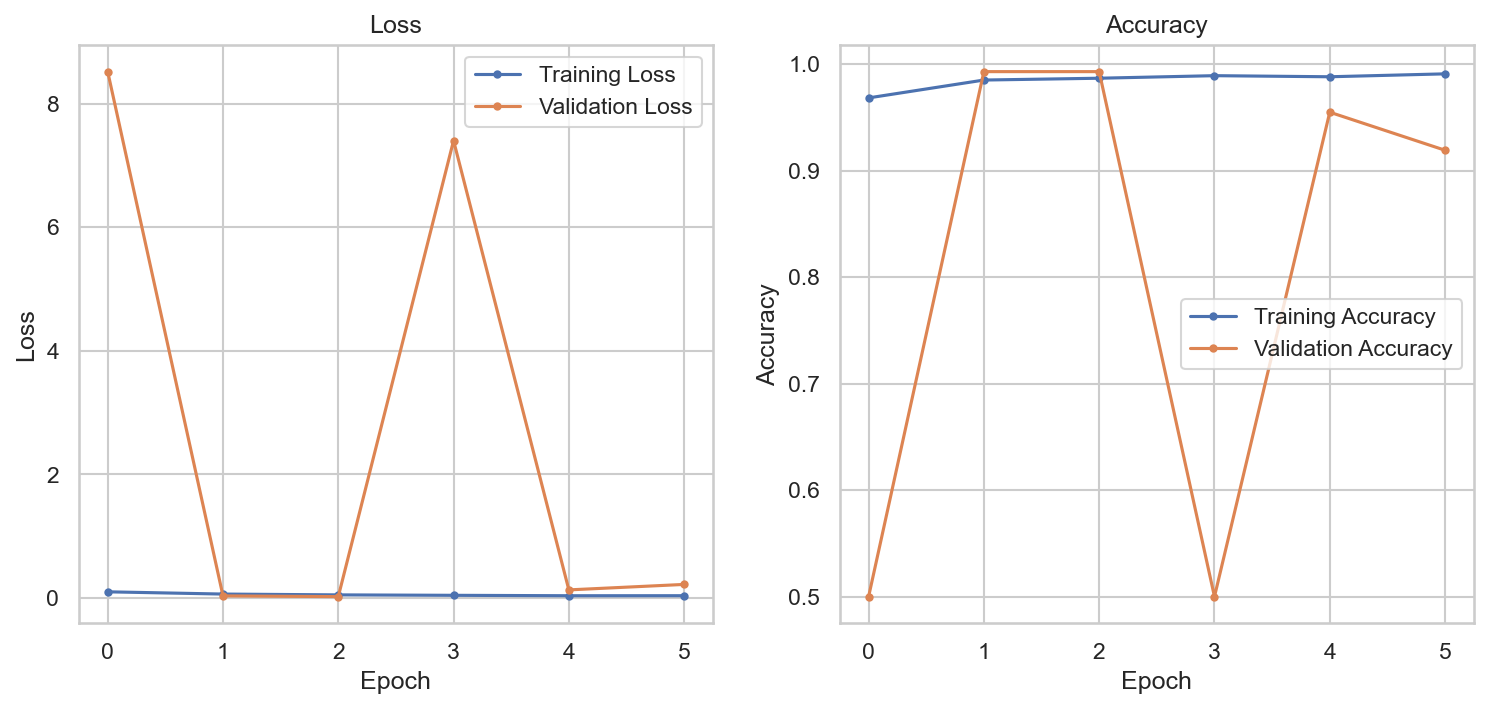 Loss
Training Loss
Validation Loss
8
6
4
2
0
Loss
0 1 2 3 4 5
Epoch
Accuracy
1.0
0.9
0.8
0.7
0.6
0.5
Accuracy
Training Accuracy
Validation Accuracy
0 1 2 3 4 5
Epoch